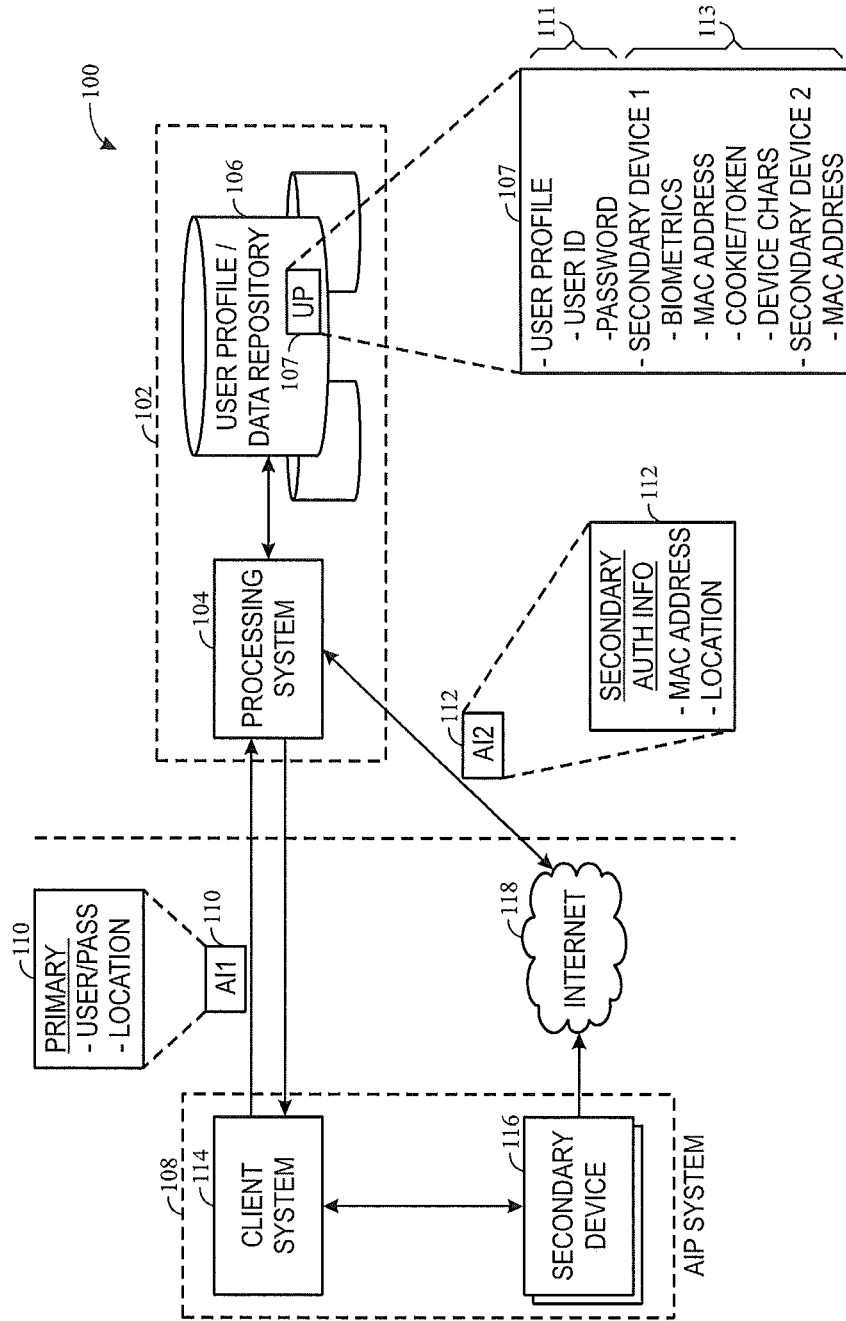 100
102
106
USER PROFILE /
DATA REPOSITORY
UP
107
104
PROCESSING
SYSTEM
110
PRIMARY
- USER/PASS
- LOCATION
110
AI1
108
114
CLIENT
SYSTEM
116
SECONDARY
DEVICE
AIP SYSTEM
118
INTERNET
112
AI2
112
SECONDARY
AUTH INFO
- MAC ADDRESS
- LOCATION
107
- USER PROFILE
- USER ID
-PASSWORD
- SECONDARY DEVICE 1
- BIOMETRICS
- MAC ADDRESS
- COOKIE/TOKEN
- DEVICE CHARS
- SECONDARY DEVICE 2
- MAC ADDRESS
111
113